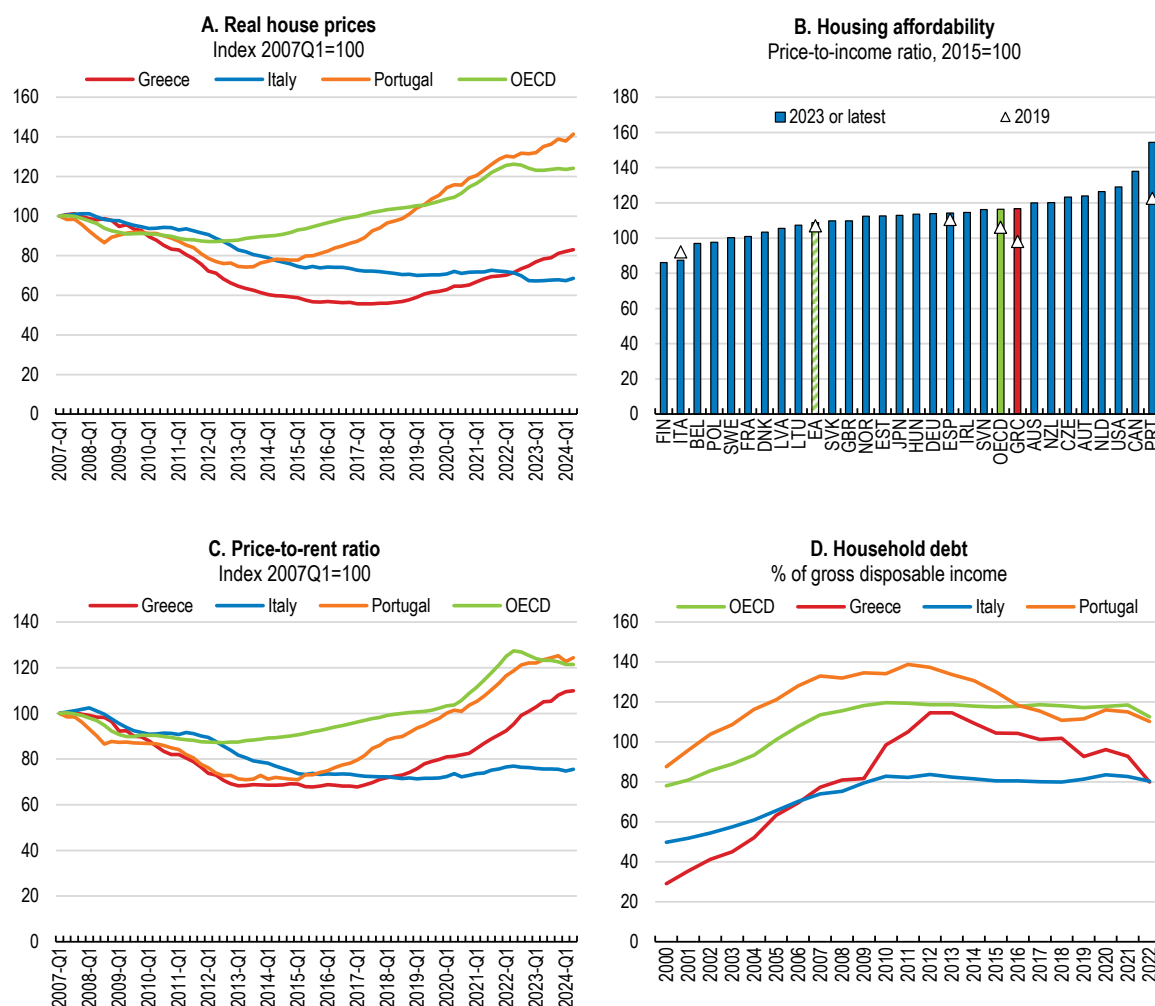 A. Real house prices
Index 2007Q1=100
Greece Italy Portugal OECD
160
140
120
100
80
60
40
20
0
2007-Q1
2008-Q1
2009-Q1
2010-Q1
2011-Q1
2012-Q1
2013-Q1
2014-Q1
2015-Q1
2016-Q1
2017-Q1
2018-Q1
2019-Q1
2020-Q1
2021-Q1
2022-Q1
2023-Q1
2024-Q1
B. Housing affordability
Price-to-income ratio, 2015=100
2023 or latest 2019
180
160
140
120
100
80
60
40
20
0
FIN
ITA
BEL
POL
SWE
FRA
DNK
LVA
LTU
EA
SVK
GBR
NOR
EST
JPN
HUN
DEU
ESP
IRL
SVN
OECD
GRC
AUS
NZL
CZE
AUT
NLD
USA
CAN
PRT
C. Price-to-rent ratio
Index 2007Q1=100
Greece Italy Portugal OECD
140
120
100
80
60
40
20
0
2007-Q1
2008-Q1
2009-Q1
2010-Q1
2011-Q1
2012-Q1
2013-Q1
2014-Q1
2015-Q1
2016-Q1
2017-Q1
2018-Q1
2019-Q1
2020-Q1
2021-Q1
2022-Q1
2023-Q1
2024-Q1
D. Household debt
% of gross disposable income
OECD Greece Italy Portugal
160
140
120
100
80
60
40
20
0
2000
2001
2002
2003
2004
2005
2006
2007
2008
2009
2010
2011
2012
2013
2014
2015
2016
2017
2018
2019
2020
2021
2022